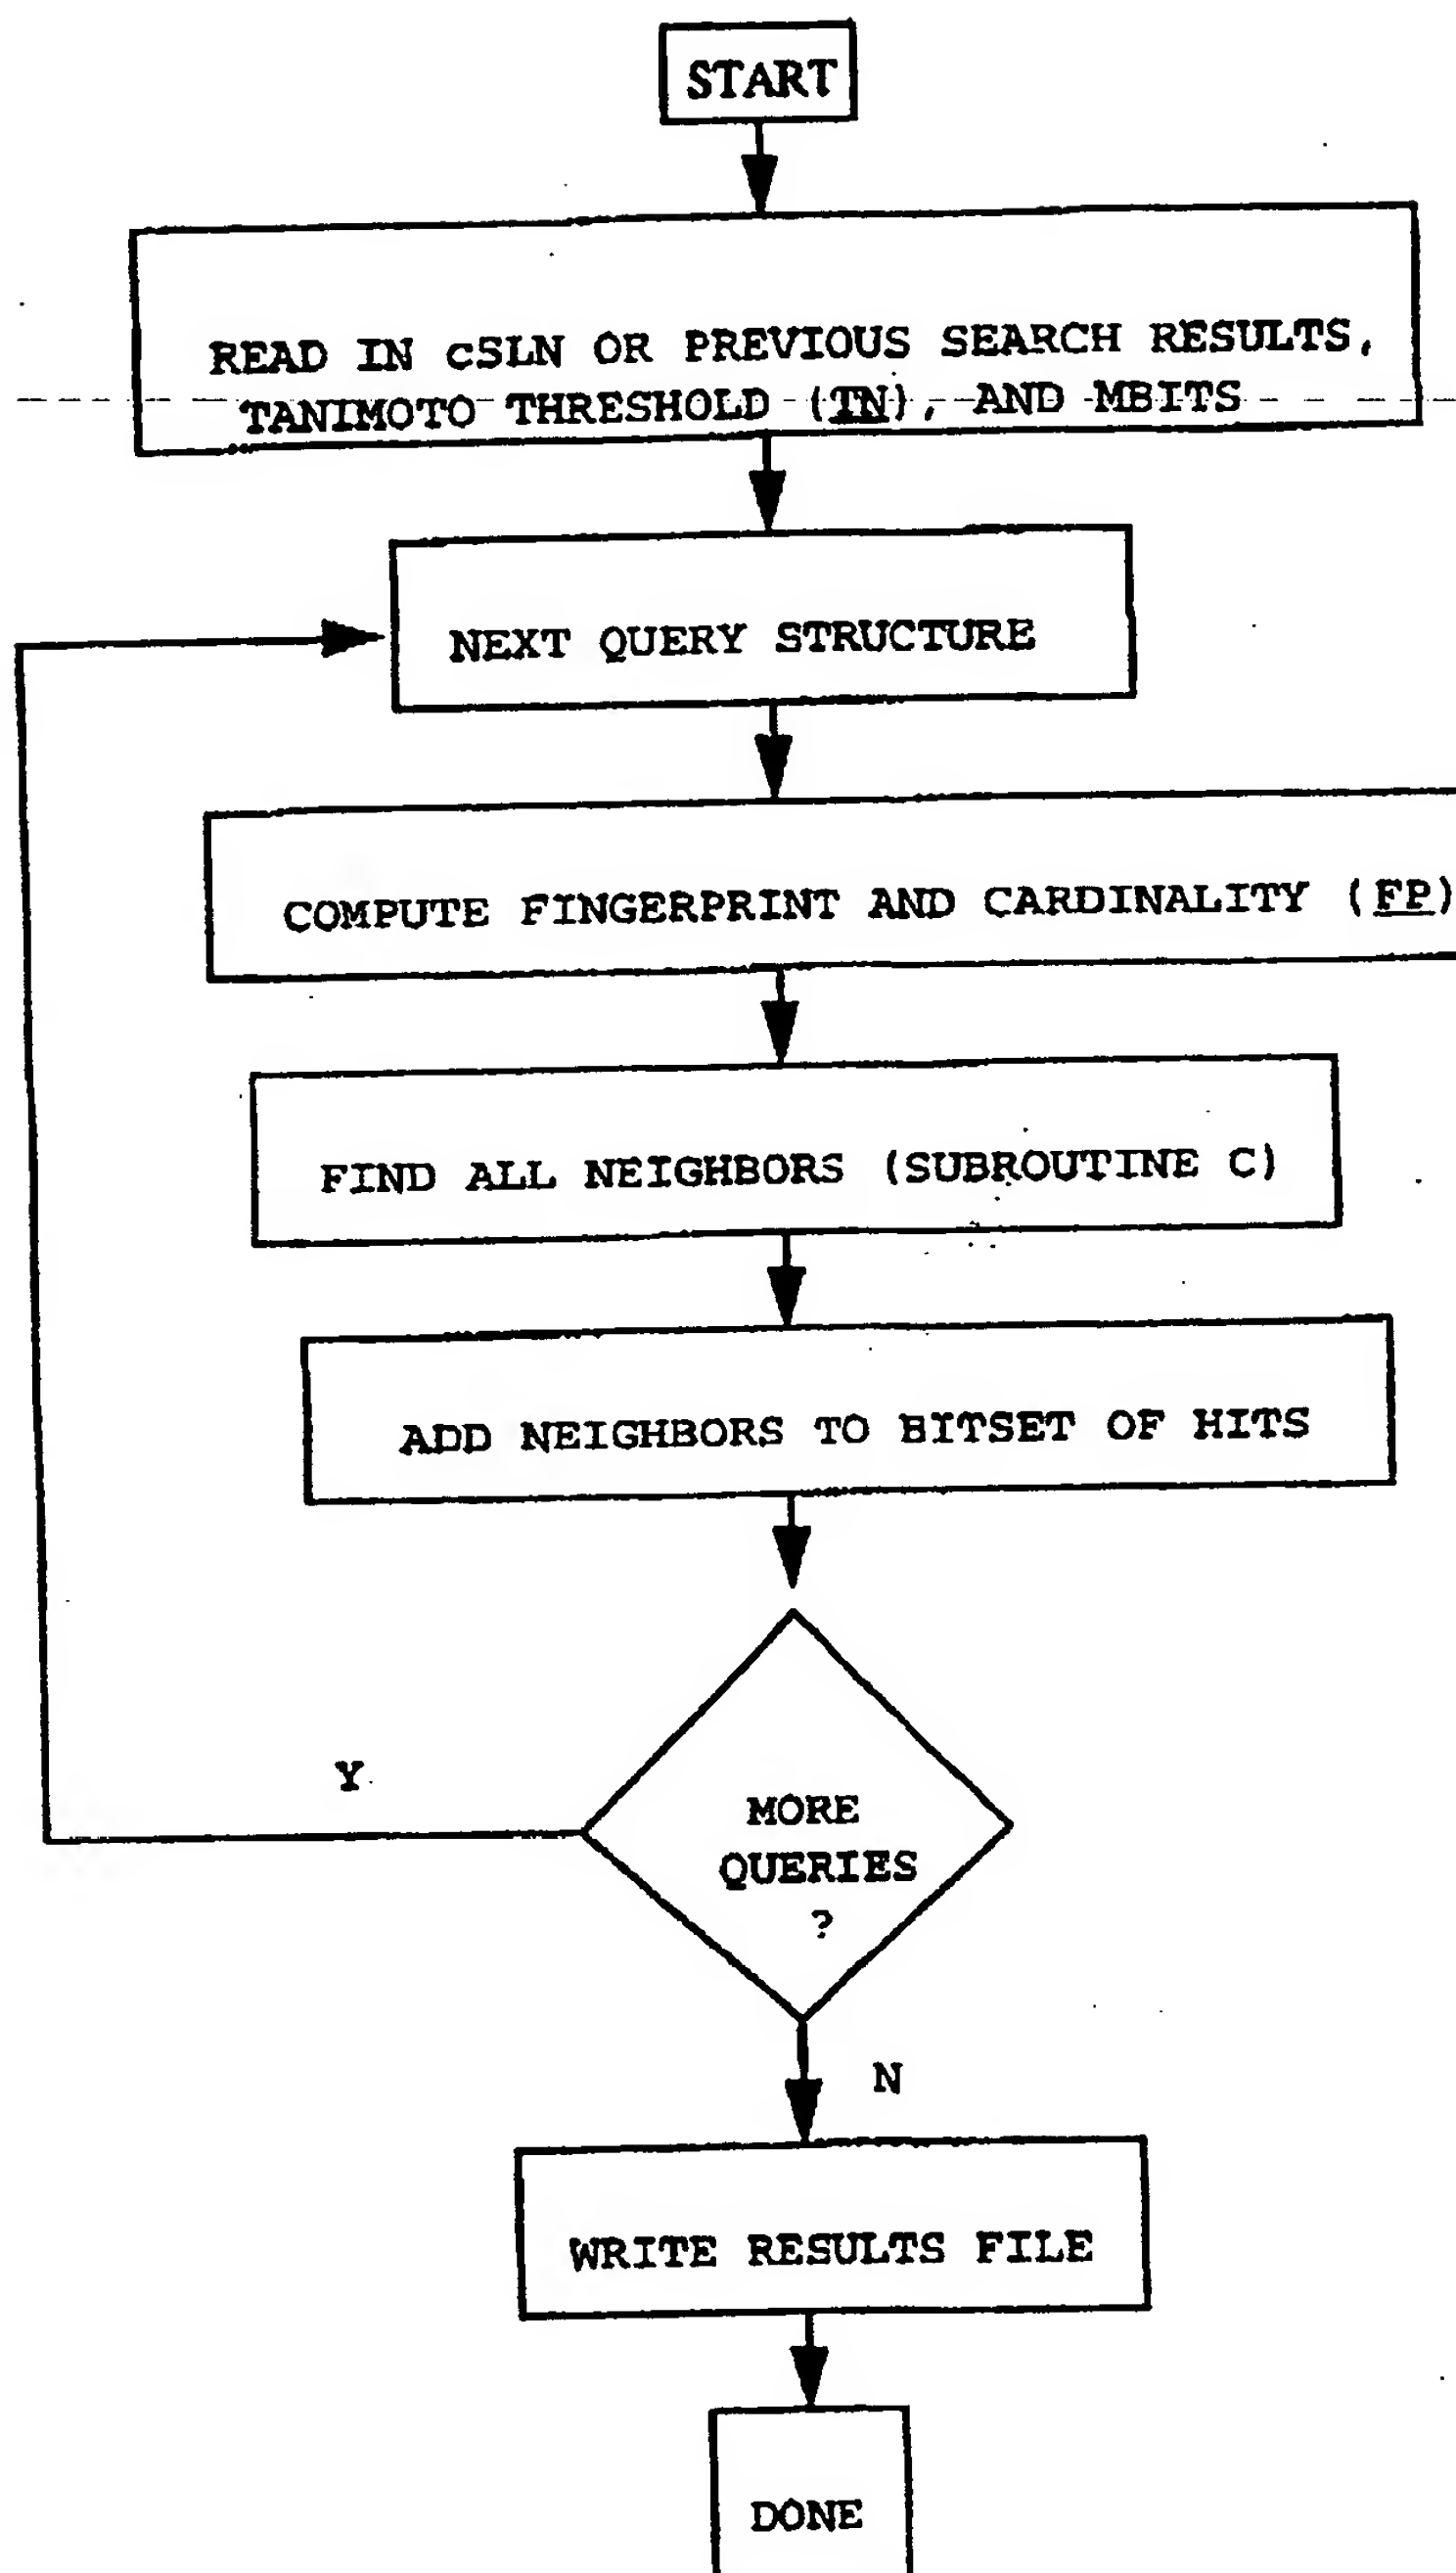 START
READ IN cSLN OR PREVIOUS SEARCH RESULTS,
TANIMOTO THRESHOLD (TN), AND MBITS
NEXT QUERY STRUCTURE
COMPUTE FINGERPRINT AND CARDINALITY (FP)
FIND ALL NEIGHBORS (SUBROUTINE C)
ADD NEIGHBORS TO BITSET OF HITS
Y
MORE
QUERIES
?
N
WRITE RESULTS FILE
DONE